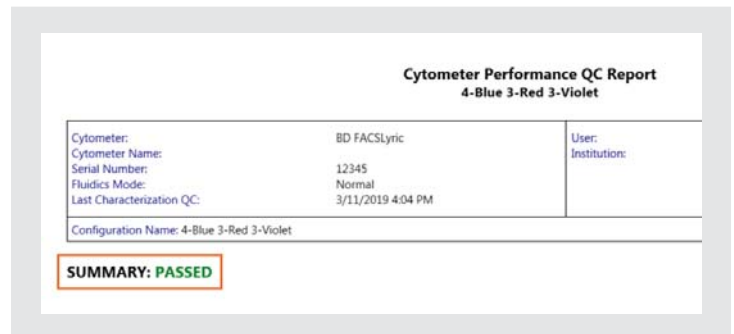 Cytometer Performance QC Report
4-Blue 3-Red 3-Violet
Cytometer: BD FACSLyric User:
Cytometer Name: Institution:
Serial Number: 12345
Fluidics Mode: Normal
Last Characterization QC: 3/11/2019 4:04 PM
Configuration Name: 4-Blue 3-Red 3-Violet
SUMMARY: PASSED